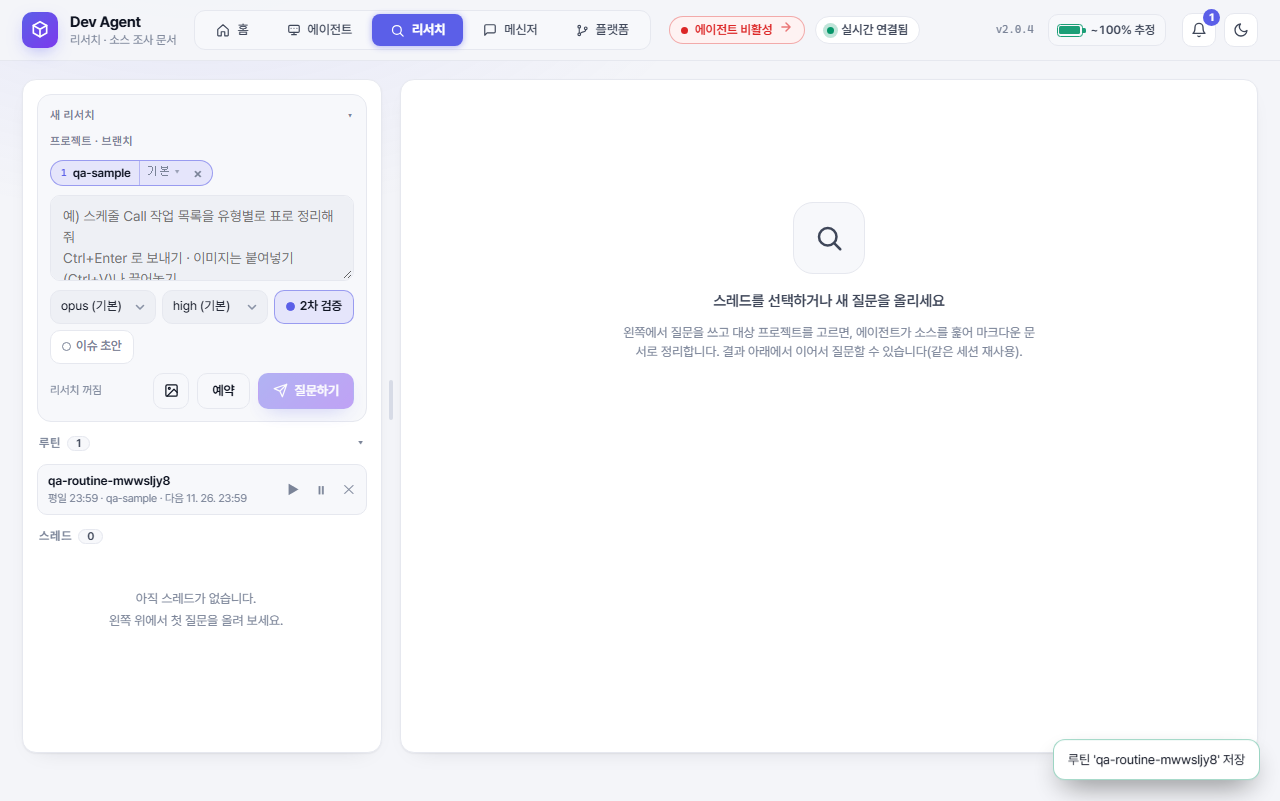 Dev Agent
리서치 · 소스 조사 문서
홈
에이전트
리서치
메신저
플랫폼
에이전트 비활성 →
실시간 연결됨
v2.0.4
~100% 추정
1
새 리서치
프로젝트 · 브랜치
1 qa-sample 기본 ×
예) 스케줄 Call 작업 목록을 유형별로 표로 정리해
줘
Ctrl+Enter 로 보내기 · 이미지는 붙여넣기
(Ctrl+V)나 끌어놓기
opus (기본)
high (기본)
2차 검증
이슈 초안
리서치 꺼짐
예약
질문하기
루틴 1
qa-routine-mwwsljy8
평일 23:59 · qa-sample · 다음 11. 26. 23:59
스레드 0
아직 스레드가 없습니다.
왼쪽 위에서 첫 질문을 올려 보세요.
스레드를 선택하거나 새 질문을 올리세요
왼쪽에서 질문을 쓰고 대상 프로젝트를 고르면, 에이전트가 소스를 훑어 마크다운 문
서로 정리합니다. 결과 아래에서 이어서 질문할 수 있습니다(같은 세션 재사용).
루틴 'qa-routine-mwwsljy8' 저장